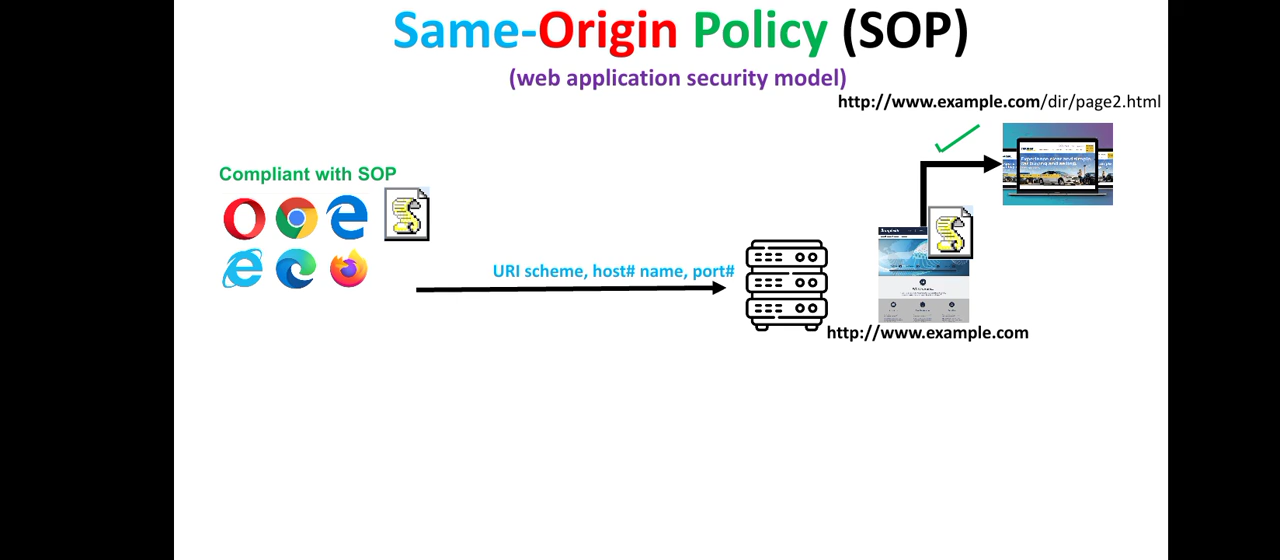 Same-Origin Policy (SOP)
(web application security model)
http://www.example.com/dir/page2.html
Compliant with SOP
URI scheme, host# name, port#
http://www.example.com